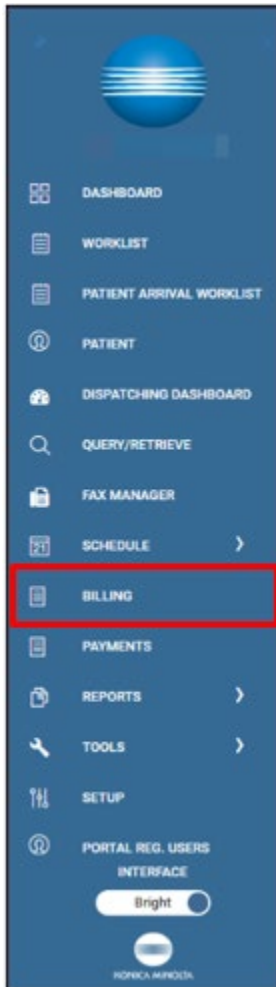 DASHBOARD
WORKLIST
PATIENT ARRIVAL WORKLIST
PATIENT
DISPATCHING DASHBOARD
QUERY/RETRIEVE
FAX MANAGER
21 SCHEDULE
BILLING
PAYMENTS
REPORTS
TOOLS
SETUP
PORTAL REG. USERS
INTERFACE
Bright
KONICA MINOLTA